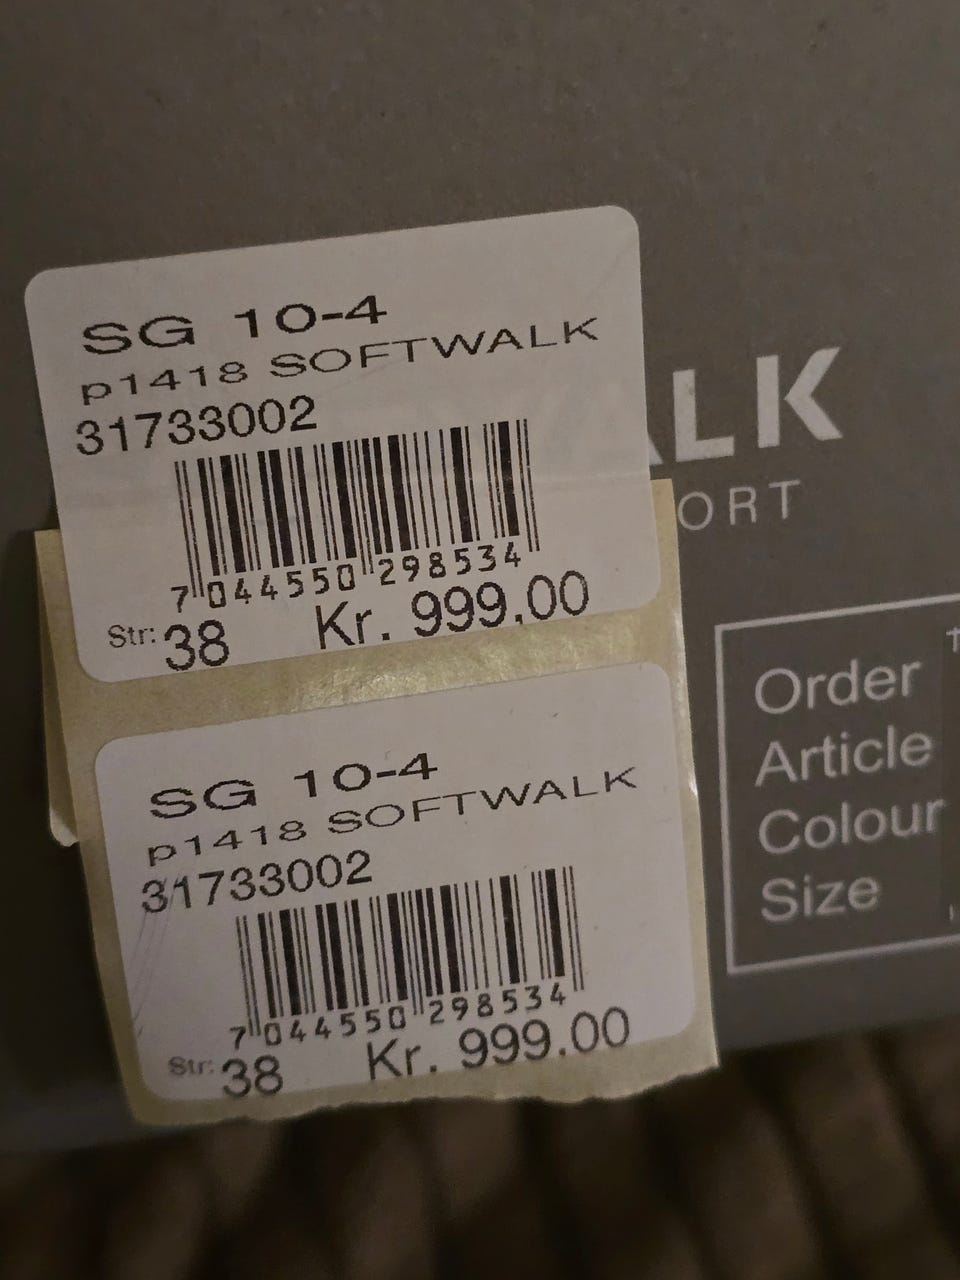 SG 10-4
p1418 SOFTWALK
31733002
7 044550 298534
Str: 38 Kr. 999.00
ALK
ORT
SG 10-4
p1418 SOFTWALK
31733002
7 044550 298534
Str: 38 Kr. 999.00
Order
Article
Colour
Size